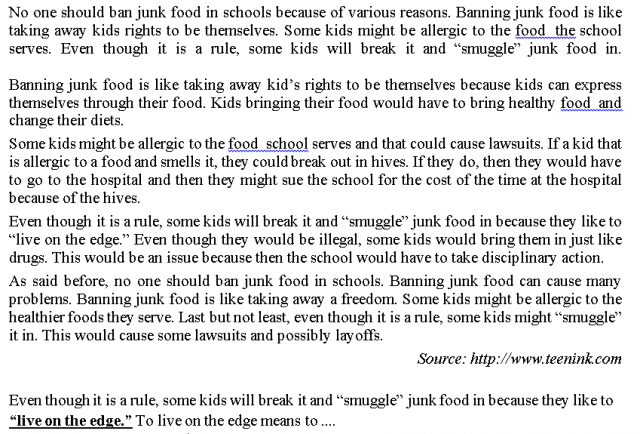 No one should ban junk food in schools because of various reasons. Banning junk food is like
taking away kids rights to be themselves. Some kids might be allergic to the food the school
serves. Even though it is a rule, some kids will break it and “smuggle” junk food in.
Banning junk food is like taking away kid’s rights to be themselves because kids can express
themselves through their food. Kids bringing their food would have to bring healthy food and
change their diets.
Some kids might be allergic to the food school serves and that could cause lawsuits. If a kid that
is allergic to a food and smells it, they could break out in hives. If they do, then they would have
to go to the hospital and then they might sue the school for the cost of the time at the hospital
because of the hives.
Even though it is a rule, some kids will break it and “smuggle” junk food in because they like to
“live on the edge.” Even though they would be illegal, some kids would bring them in just like
drugs. This would be an issue because then the school would have to take disciplinary action.
As said before, no one should ban junk food in schools. Banning junk food can cause many
problems. Banning junk food is like taking away a freedom. Some kids might be allergic to the
healthier foods they serve. Last but not least, even though it is a rule, some kids might “smuggle”
it in. This would cause some lawsuits and possibly layoffs.
Source: http://www.teenink.com
Even though it is a rule, some kids will break it and “smuggle” junk food in because they like to
“live on the edge.” To live on the edge means to ....